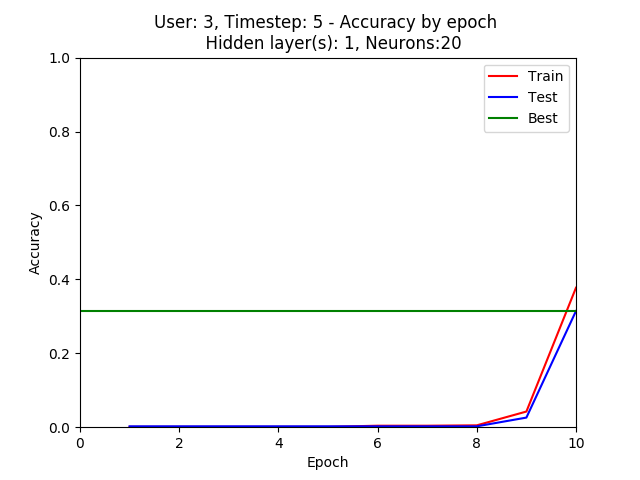 User: 3, Timestep: 5 - Accuracy by epoch
Hidden layer(s): 1, Neurons:20
Train
Test
Best
Accuracy
1.0
0.8
0.6
0.4
0.2
0.0
0 2 4 6 8 10
Epoch